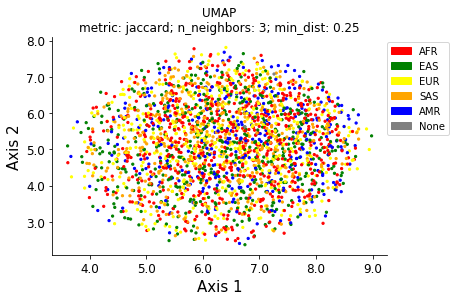 UMAP
metric: jaccard; n_neighbors: 3; min_dist: 0.25
8.0
7.0
6.0
5.0
4.0
3.0
Axis 2
4.0 5.0 6.0 7.0 8.0 9.0
Axis 1
AFR
EAS
EUR
SAS
AMR
None